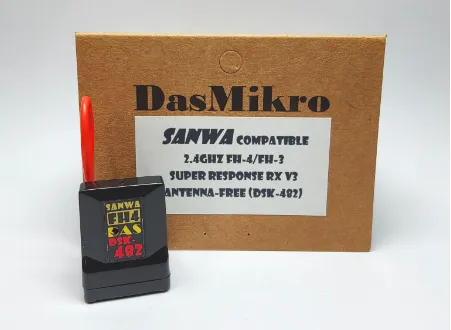 DasMikro
SANWA COMPATIBLE
2.4GHZ FH-4/FH-3
SUPER RESPONSE RX V3
ANTENNA-FREE (DSK-482)
SANWA
FH4
DAS
DSK-
482